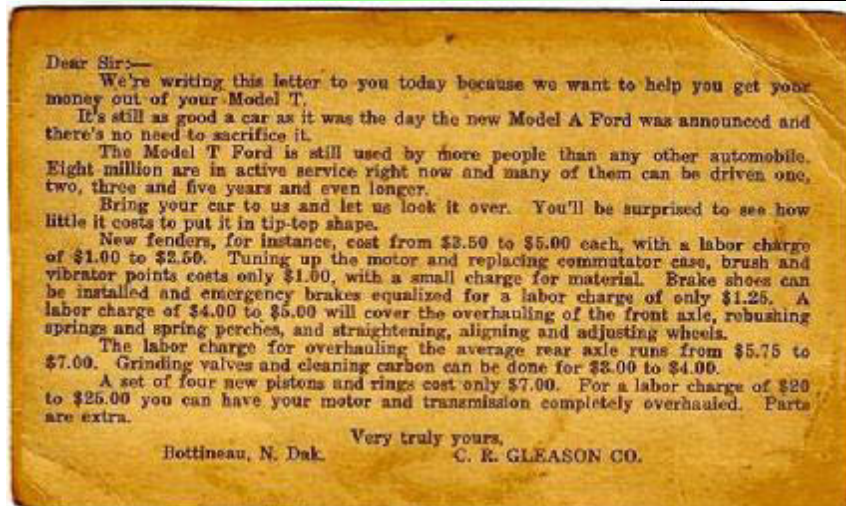 Dear Sir:—
We're writing this letter to you today because we want to help you get your
money out of your Model T.
It's still as good a car as it was the day the new Model A Ford was announced and
there's no need to sacrifice it.
The Model T Ford is still used by more people than any other automobile.
Eight million are in active service right now and many of them can be driven one,
two, three and five years and even longer.
Bring your car to us and let us look it over. You'll be surprised to see how
little it costs to put it in tip-top shape.
New fenders, for instance, cost from $3.50 to $5.00 each, with a labor charge
of $1.00 to $2.50. Tuning up the motor and replacing commutator case, brush and
vibrator points costs only $1.00, with a small charge for material. Brake shoes can
be installed and emergency brakes equalized for a labor charge of only $1.25. A
labor charge of $4.00 to $5.00 will cover the overhauling of the front axle, rebushing
springs and spring perches, and straightening, aligning and adjusting wheels.
The labor charge for overhauling the average rear axle runs from $5.75 to
$7.00. Grinding valves and cleaning carbon can be done for $3.00 to $4.00.
A set of four new pistons and rings cost only $7.00. For a labor charge of $20
to $25.00 you can have your motor and transmission completely overhauled. Parts
are extra.
Very truly yours,
Bottineau, N. Dak. C. R. GLEASON CO.